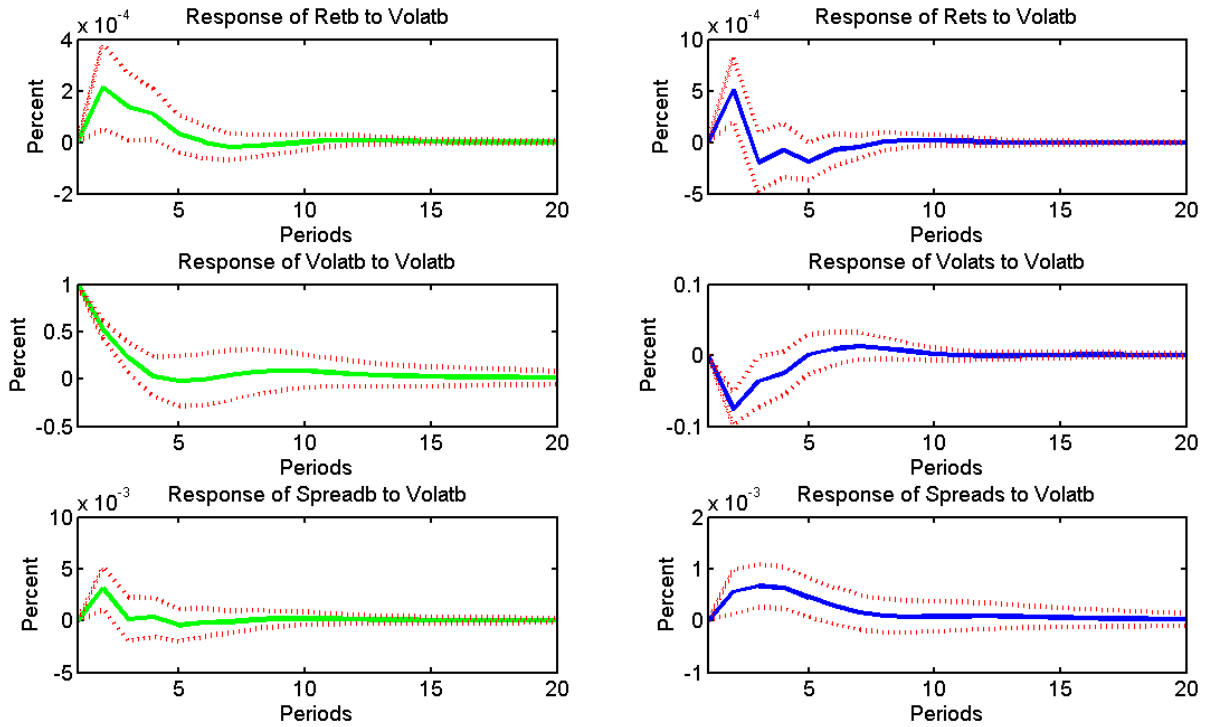 x 10-4
Response of Retb to Volatb
4
2
0
-2
Percent
5
10
15
20
Periods
x 10-4
Response of Rets to Volatb
10
5
0
-5
Percent
5
10
15
20
Periods
Response of Volatb to Volatb
1
0.5
0
-0.5
Percent
5
10
15
20
Periods
Response of Volats to Volatb
0.1
0
-0.1
Percent
5
10
15
20
Periods
x 10-3
Response of Spreadb to Volatb
10
5
0
-5
Percent
5
10
15
20
Periods
x 10-3
Response of Spreads to Volatb
2
1
0
-1
Percent
5
10
15
20
Periods